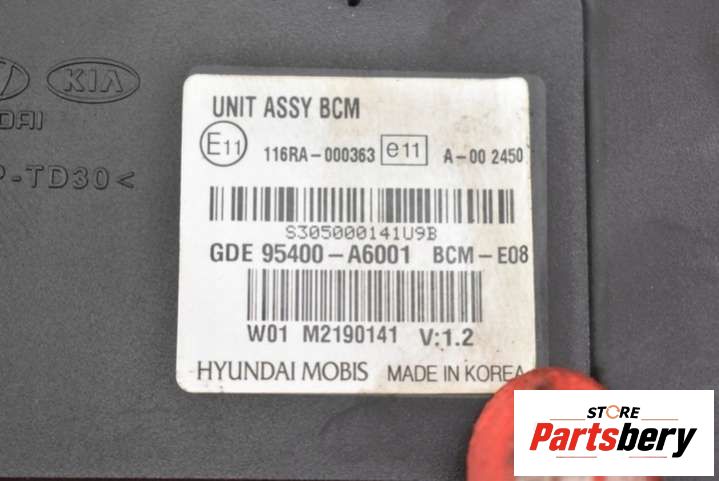 KIA
DAI
P-TD30<
UNIT ASSY BCM
E11 116RA-000363 e11 A-00 2450
S305000141U9B
GDE 95400-A6001 BCM-E08
W01 M2190141 V:1.2
HYUNDAI MOBIS MADE IN KOREA
STORE
Partsbery